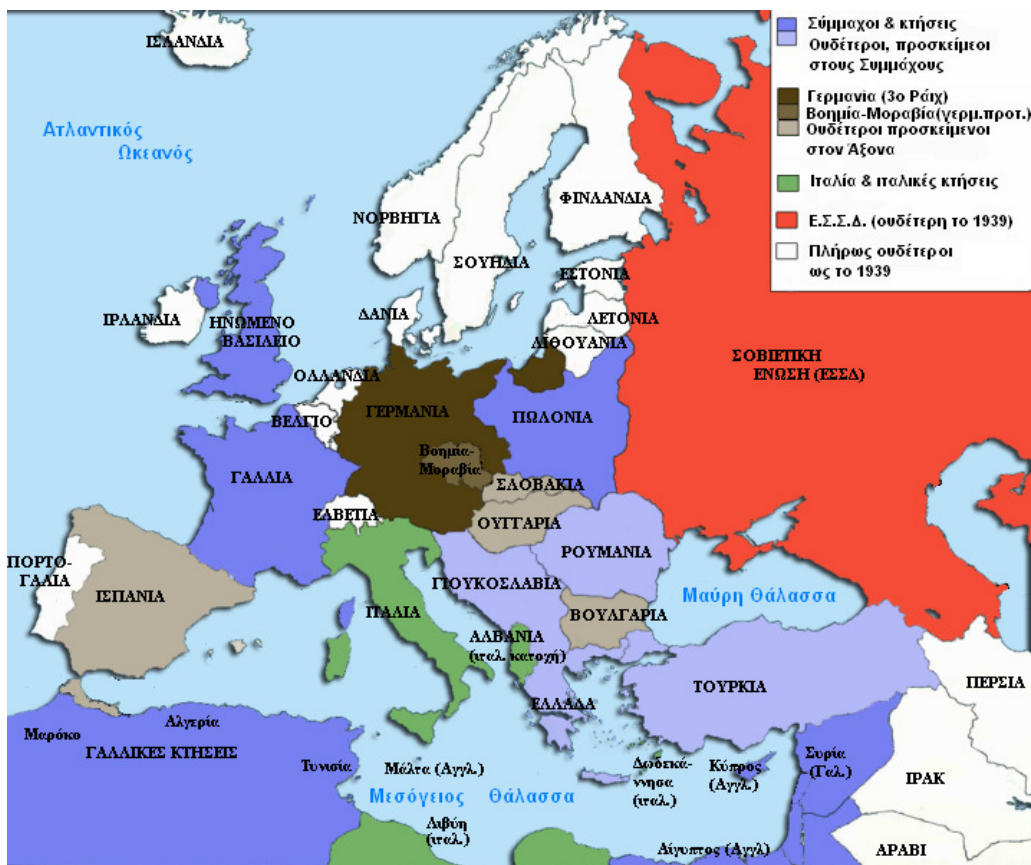 ΙΣΛΑΝΔΙΑ
Ατλαντικός
Ωκεανός
Σύμμαχοι & κτήσεις
Ουδέτεροι, προσκείμεοι
στους Συμμάχους
Γερμανία (3ο Ράιχ)
Βοημία-Μοραβία(γερμ.προτ.)
Ουδέτεροι προσκείμενοι
στον Άξονα
Ιταλία & ιταλικές κτήσεις
Ε.Σ.Σ.Δ. (ουδέτερη το 1939)
Πλήρως ουδέτεροι
ως το 1939
ΝΟΡΒΗΓΙΑ
ΣΟΥΗΔΙΑ
ΦΙΝΛΑΝΔΙΑ
ΕΣΤΟΝΙΑ
ΛΕΤΟΝΙΑ
ΛΙΘΟΥΑΝΙΑ
ΔΑΝΙΑ
ΙΡΛΑΝΔΙΑ
ΗΝΩΜΕΝΟ
ΒΑΣΙΛΕΙΟ
ΟΛΛΑΝΔΙΑ
ΒΕΛΓΙΟ
ΓΕΡΜΑΝΙΑ
ΠΩΛΟΝΙΑ
ΣΟΒΙΕΤΙΚΗ
ΕΝΩΣΗ (ΕΣΣΔ)
Βοημία-
Μοραβία
ΣΛΟΒΑΚΙΑ
ΓΑΛΛΙΑ
ΕΛΒΕΤΙΑ
ΟΥΓΓΑΡΙΑ
ΡΟΥΜΑΝΙΑ
ΠΟΡΤΟ-
ΓΑΛΙΑ
ΙΣΠΑΝΙΑ
ΙΤΑΛΙΑ
ΓΙΟΥΚΟΣΛΑΒΙΑ
ΒΟΥΛΓΑΡΙΑ
Μαύρη Θάλασσα
ΑΛΒΑΝΙΑ
(ιταλ. κατοχή)
ΕΛΛΑΔΑ
ΤΟΥΡΚΙΑ
ΠΕΡΣΙΑ
Μαρόκο
Αλγερία
ΓΑΛΛΙΚΕΣ ΚΤΗΣΕΙΣ
Τυνισία
Μάλτα (Αγγλ.)
Μεσόγειος Θάλασσα
Δωδεκά-
ννησα
(ιταλ.)
Κύπρος
(Αγγλ.)
Συρία
(Γαλ.)
ΙΡΑΚ
Λιβύη
(ιταλ.)
Αίγυπτος (Αγγλ)
ΑΡΑΒΙ